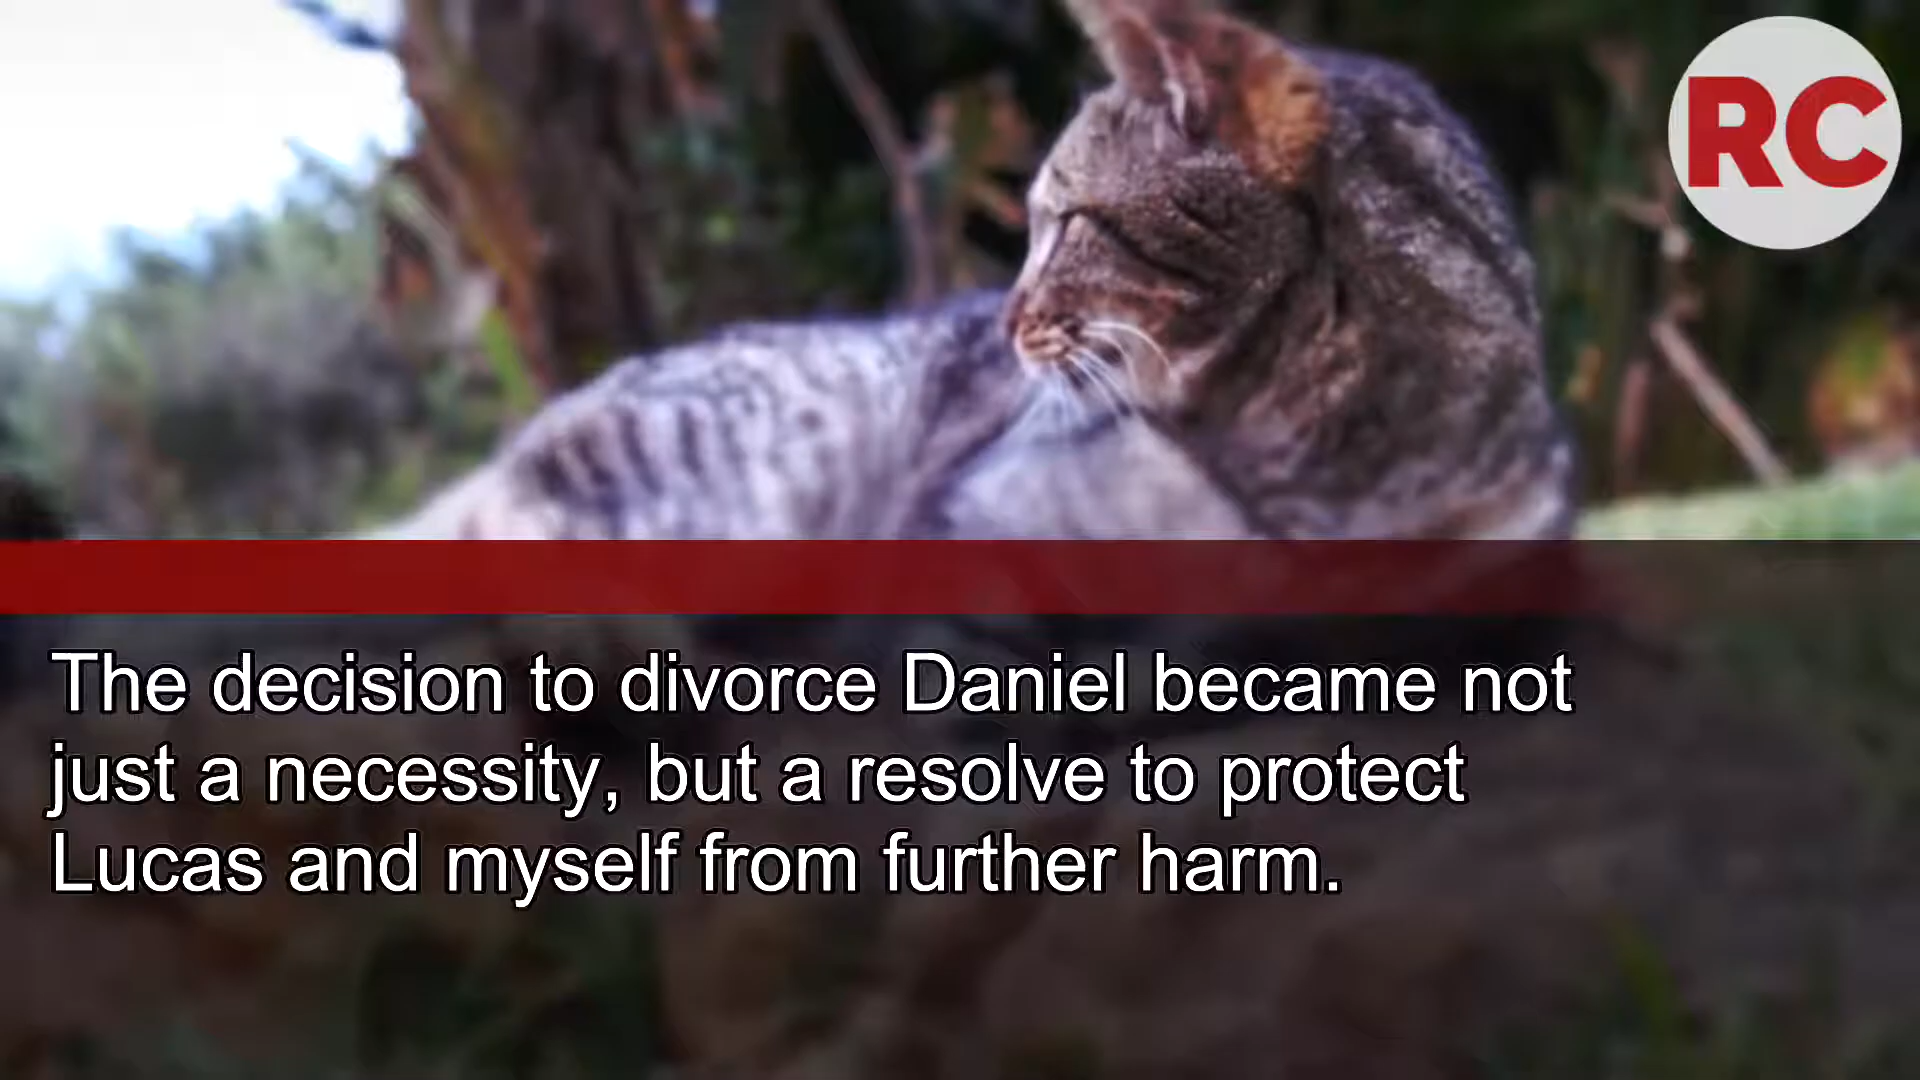 RC
The decision to divorce Daniel became not
just a necessity, but a resolve to protect
Lucas and myself from further harm.